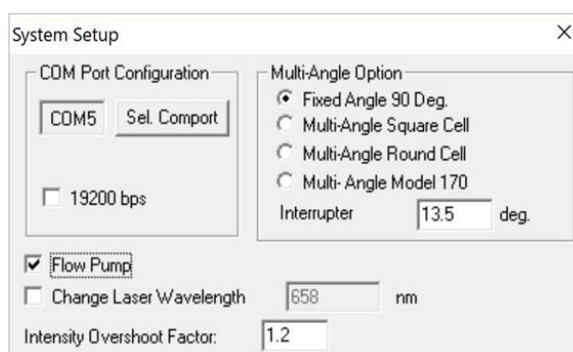 System Setup
COM Port Configuration
COM5 Sel. Comport
19200 bps
Multi-Angle Option
Fixed Angle 90 Deg.
Multi-Angle Square Cell
Multi-Angle Round Cell
Multi- Angle Model 170
Interrupter 13.5 deg.
Flow Pump
Change Laser Wavelength 658 nm
Intensity Overshoot Factor: 1.2